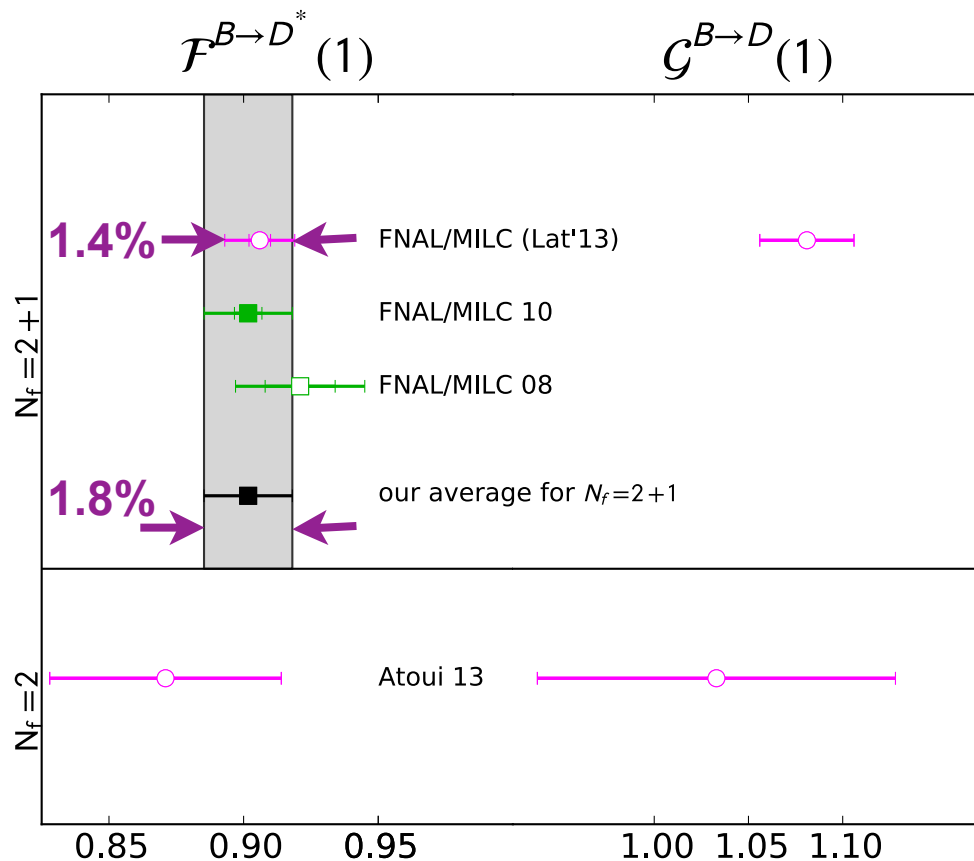 F^{B→D*}(1)
G^{B→D}(1)
1.4%
FNAL/MILC (Lat'13)
FNAL/MILC 10
FNAL/MILC 08
N_f=2+1
1.8%
our average for N_f=2+1
N_f=2
Atoui 13
0.85 0.90 0.95 1.00 1.05 1.10